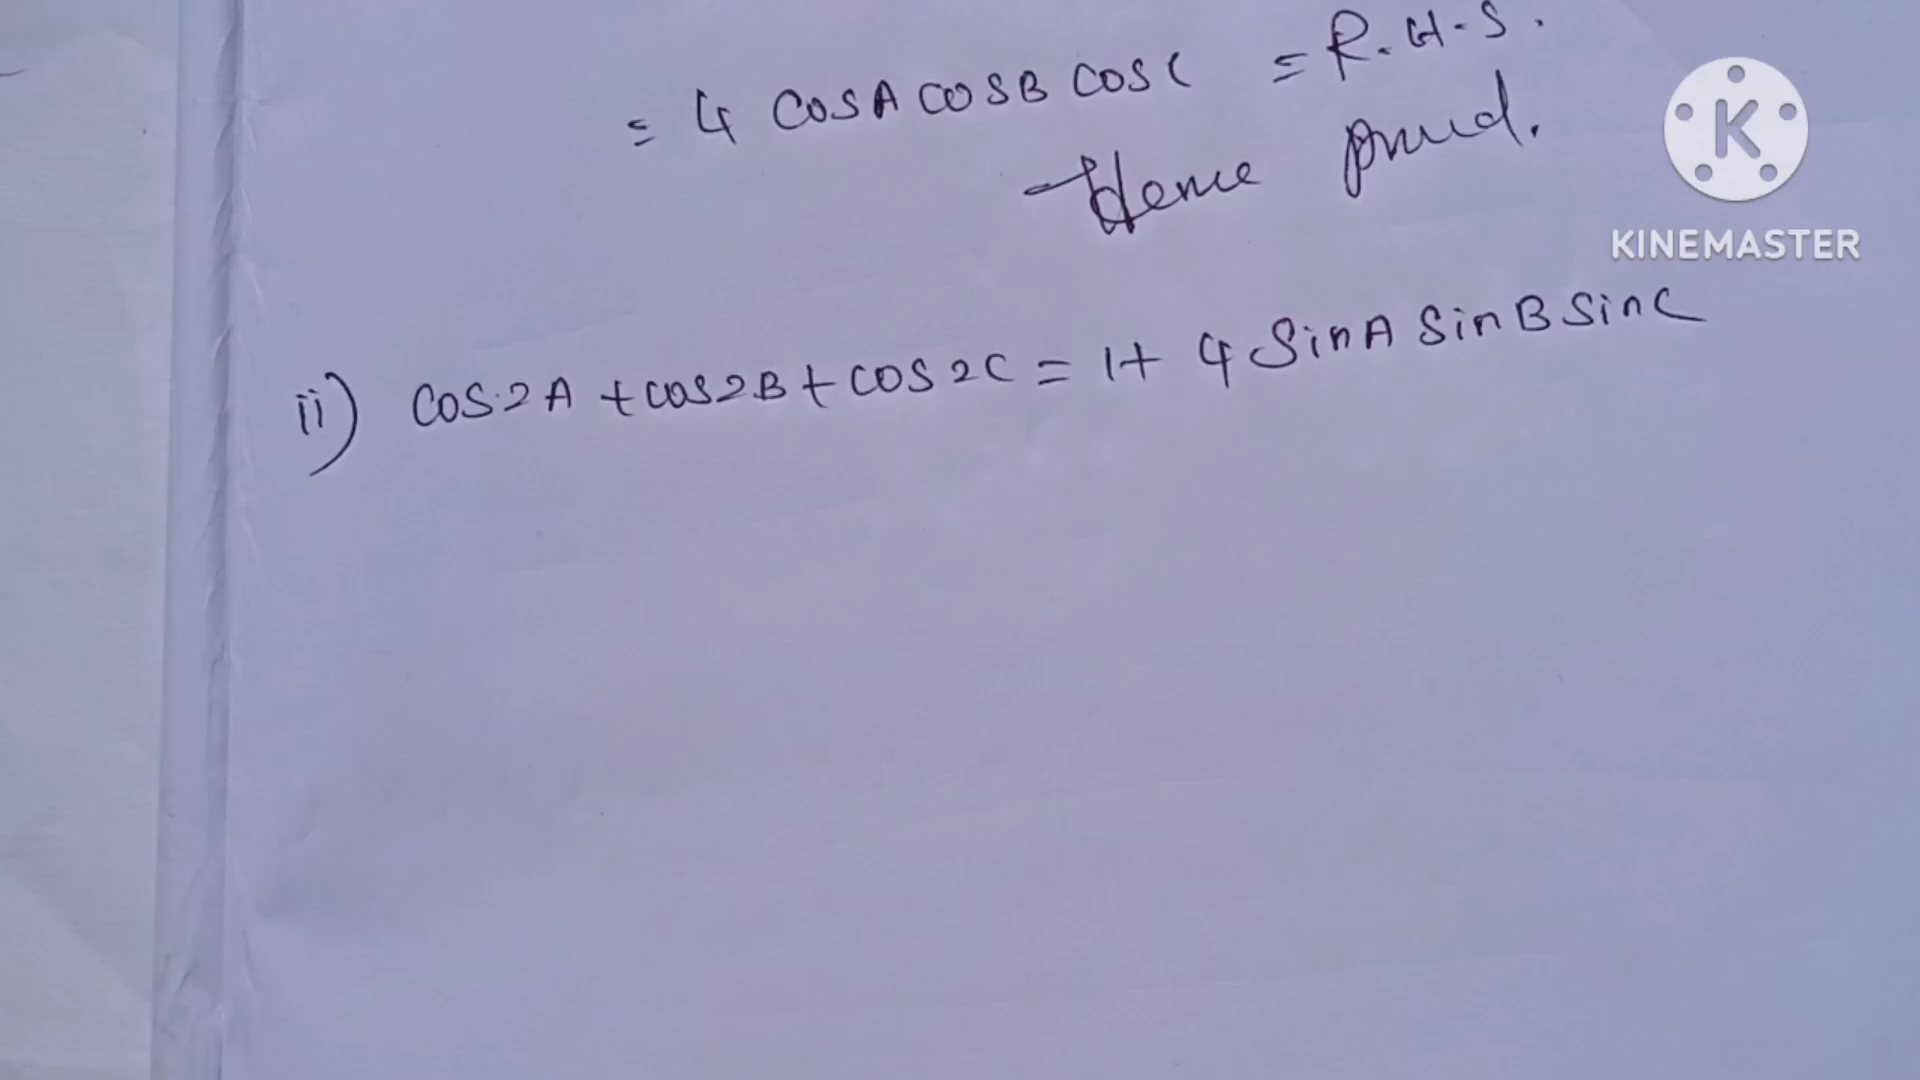 = 4 cosA cosB cosC = R.H.S.
Hence proved.
KINEMASTER
ii) cos2A + cos2B + cos2C = 1 + 4 SinA SinB SinC